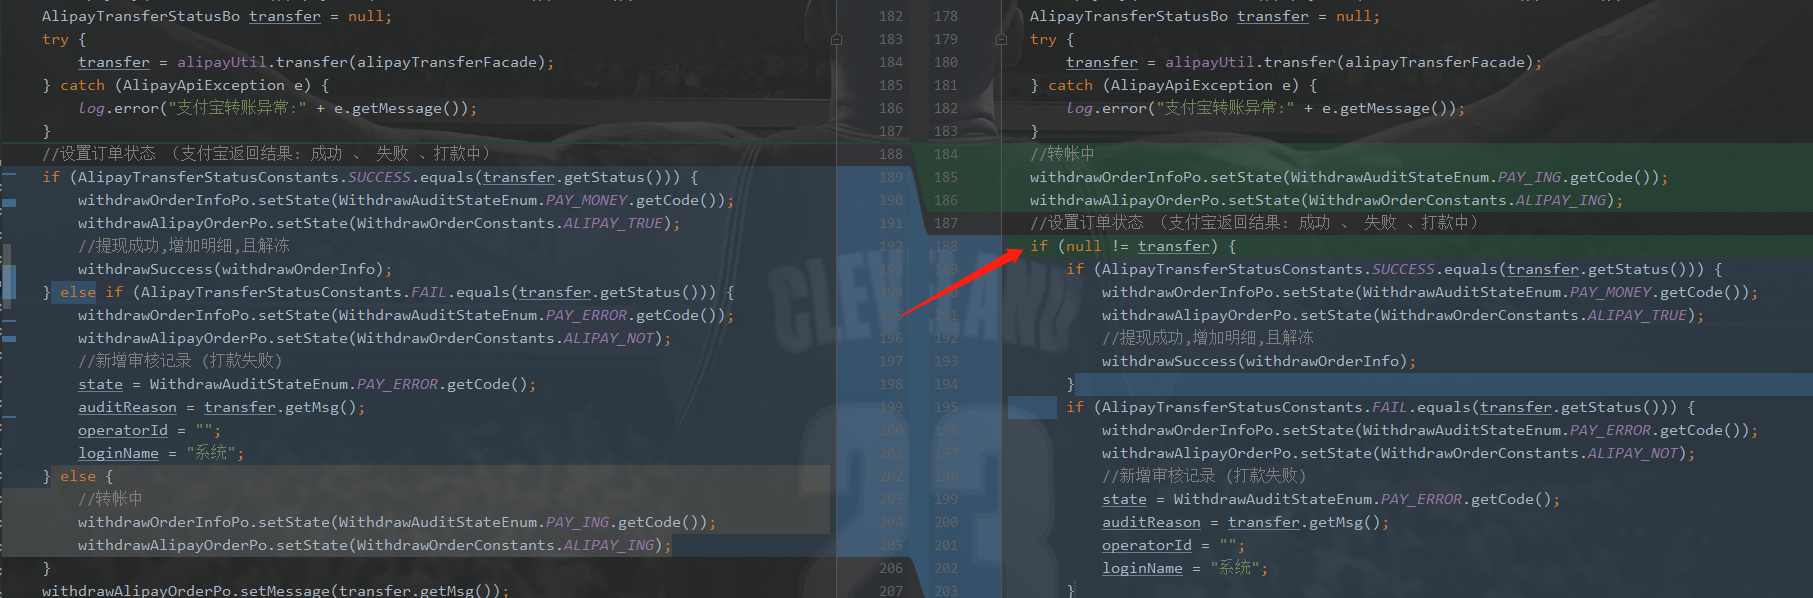 AlipayTransferStatusBo transfer = null;
try {
transfer = alipayUtil.transfer(alipayTransferFacade);
} catch (AlipayApiException e) {
log.error("支付宝转账异常:" + e.getMessage());
}
//设置订单状态 （支付宝返回结果: 成功 、 失败 、打款中）
if (AlipayTransferStatusConstants.SUCCESS.equals(transfer.getStatus())) {
withdrawOrderInfoPo.setState(WithdrawAuditStateEnum.PAY_MONEY.getCode());
withdrawAlipayOrderPo.setState(WithdrawOrderConstants.ALIPAY_TRUE);
//提现成功,增加明细,且解冻
withdrawSuccess(withdrawOrderInfo);
} else if (AlipayTransferStatusConstants.FAIL.equals(transfer.getStatus())) {
withdrawOrderInfoPo.setState(WithdrawAuditStateEnum.PAY_ERROR.getCode());
withdrawAlipayOrderPo.setState(WithdrawOrderConstants.ALIPAY_NOT);
//新增审核记录 (打款失败)
state = WithdrawAuditStateEnum.PAY_ERROR.getCode();
auditReason = transfer.getMsg();
operatorId = "";
loginName = "系统";
} else {
//转帐中
withdrawOrderInfoPo.setState(WithdrawAuditStateEnum.PAY_ING.getCode());
withdrawAlipayOrderPo.setState(WithdrawOrderConstants.ALIPAY_ING);
}
withdrawAlipayOrderPo.setMessage(transfer.getMsg());
182 178
183 179
184 180
185 181
186 182
187 183
188 184
189 185
190 186
191 187
192 188
193 189
194 190
195 191
196 192
197 193
198 194
199 195
200 196
201 197
202 198
203 199
204 200
205 201
206 202
207 203
AlipayTransferStatusBo transfer = null;
try {
transfer = alipayUtil.transfer(alipayTransferFacade);
} catch (AlipayApiException e) {
log.error("支付宝转账异常:" + e.getMessage());
}
//转帐中
withdrawOrderInfoPo.setState(WithdrawAuditStateEnum.PAY_ING.getCode());
withdrawAlipayOrderPo.setState(WithdrawOrderConstants.ALIPAY_ING);
//设置订单状态 （支付宝返回结果: 成功 、 失败 、打款中）
if (null != transfer) {
if (AlipayTransferStatusConstants.SUCCESS.equals(transfer.getStatus())) {
withdrawOrderInfoPo.setState(WithdrawAuditStateEnum.PAY_MONEY.getCode());
withdrawAlipayOrderPo.setState(WithdrawOrderConstants.ALIPAY_TRUE);
//提现成功,增加明细,且解冻
withdrawSuccess(withdrawOrderInfo);
}
if (AlipayTransferStatusConstants.FAIL.equals(transfer.getStatus())) {
withdrawOrderInfoPo.setState(WithdrawAuditStateEnum.PAY_ERROR.getCode());
withdrawAlipayOrderPo.setState(WithdrawOrderConstants.ALIPAY_NOT);
//新增审核记录 (打款失败)
state = WithdrawAuditStateEnum.PAY_ERROR.getCode();
auditReason = transfer.getMsg();
operatorId = "";
loginName = "系统";
}
23